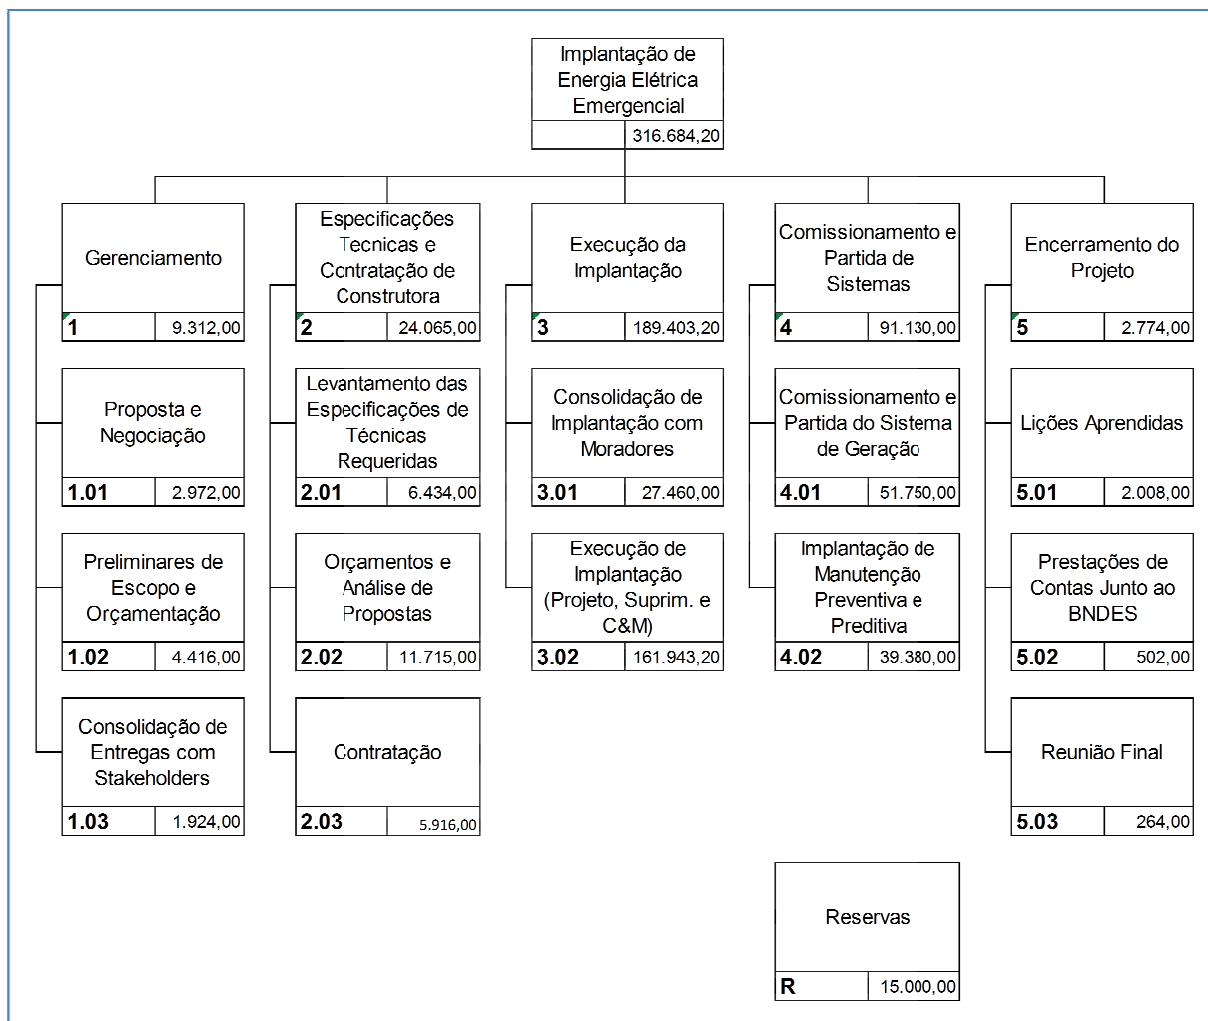 Implantação de
Energia Elétrica
Emergencial
316.684,20
Gerenciamento
1 9.312,00
Especificações
Tecnicas e
Contratação de
Construtora
2 24.065,00
Execução da
Implantação
3 189.403,20
Comissionamento e
Partida de
Sistemas
4 91.130,00
Encerramento do
Projeto
5 2.774,00
Proposta e
Negociação
1.01 2.972,00
Levantamento das
Especificações de
Técnicas
Requeridas
2.01 6.434,00
Consolidação de
Implantação com
Moradores
3.01 27.460,00
Comissionamento e
Partida do Sistema
de Geração
4.01 51.750,00
Lições Aprendidas
5.01 2.008,00
Preliminares de
Escopo e
Orçamentação
1.02 4.416,00
Orçamentos e
Análise de
Propostas
2.02 11.715,00
Execução de
Implantação
(Projeto, Suprim. e
C&M)
3.02 161.943,20
Implantação de
Manutenção
Preventiva e
Preditiva
4.02 39.380,00
Prestações de
Contas Junto ao
BNDES
5.02 502,00
Consolidação de
Entregas com
Stakeholders
1.03 1.924,00
Contratação
2.03 5.916,00
Reunião Final
5.03 264,00
Reservas
R 15.000,00